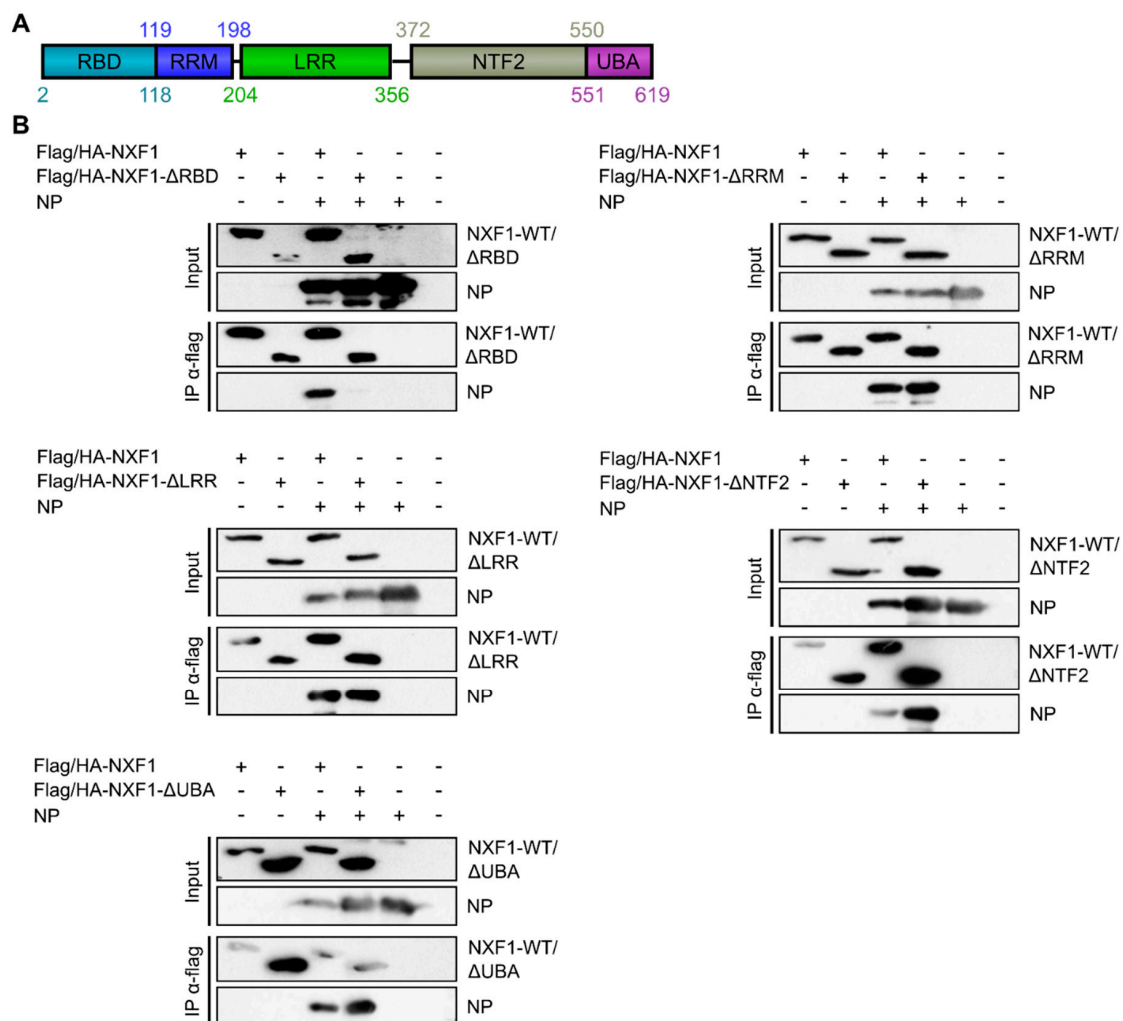 A
119 198 372 550
RBD RRM LRR NTF2 UBA
2 118 204 356 551 619
B
Flag/HA-NXF1 + - + - - -
Flag/HA-NXF1-ΔRBD - + - + - -
NP - - + + + -
Input
NXF1-WT/
ΔRBD
NP
IP α-flag
NXF1-WT/
ΔRBD
NP
Flag/HA-NXF1 + - + - - -
Flag/HA-NXF1-ΔRRM - + - + - -
NP - - + + + -
Input
NXF1-WT/
ΔRRM
NP
IP α-flag
NXF1-WT/
ΔRRM
NP
Flag/HA-NXF1 + - + - - -
Flag/HA-NXF1-ΔLRR - + - + - -
NP - - + + + -
Input
NXF1-WT/
ΔLRR
NP
IP α-flag
NXF1-WT/
ΔLRR
NP
Flag/HA-NXF1 + - + - - -
Flag/HA-NXF1-ΔNTF2 - + - + - -
NP - - + + + -
Input
NXF1-WT/
ΔNTF2
NP
IP α-flag
NXF1-WT/
ΔNTF2
NP
Flag/HA-NXF1 + - + - - -
Flag/HA-NXF1-ΔUBA - + - + - -
NP - - + + + -
Input
NXF1-WT/
ΔUBA
NP
IP α-flag
NXF1-WT/
ΔUBA
NP